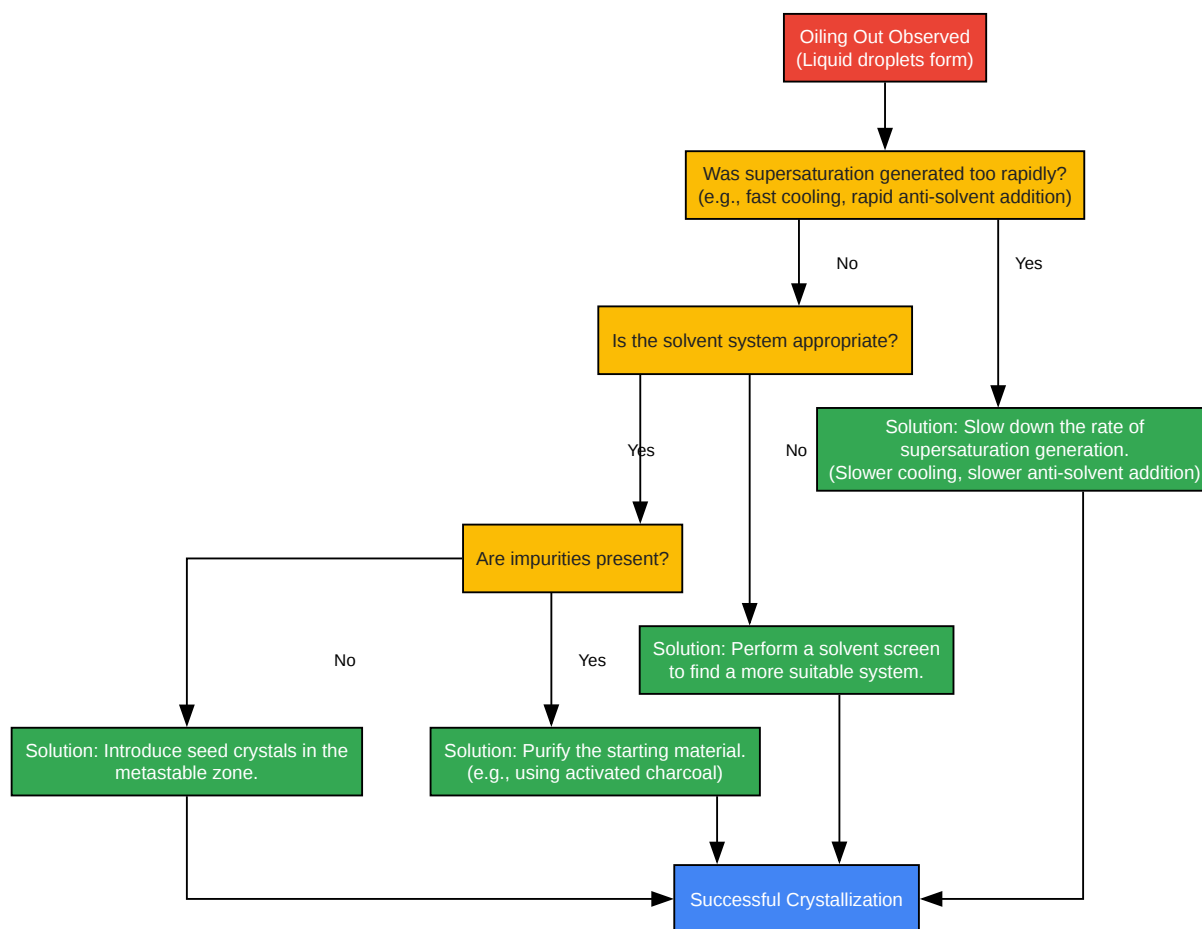 Oiling Out Observed
(Liquid droplets form)
Was supersaturation generated too rapidly?
(e.g., fast cooling, rapid anti-solvent addition)
No
Yes
Is the solvent system appropriate?
Solution: Slow down the rate of
supersaturation generation.
(Slower cooling, slower anti-solvent addition)
Yes
No
Are impurities present?
Solution: Perform a solvent screen
to find a more suitable system.
No
Yes
Solution: Introduce seed crystals in the
metastable zone.
Solution: Purify the starting material.
(e.g., using activated charcoal)
Successful Crystallization